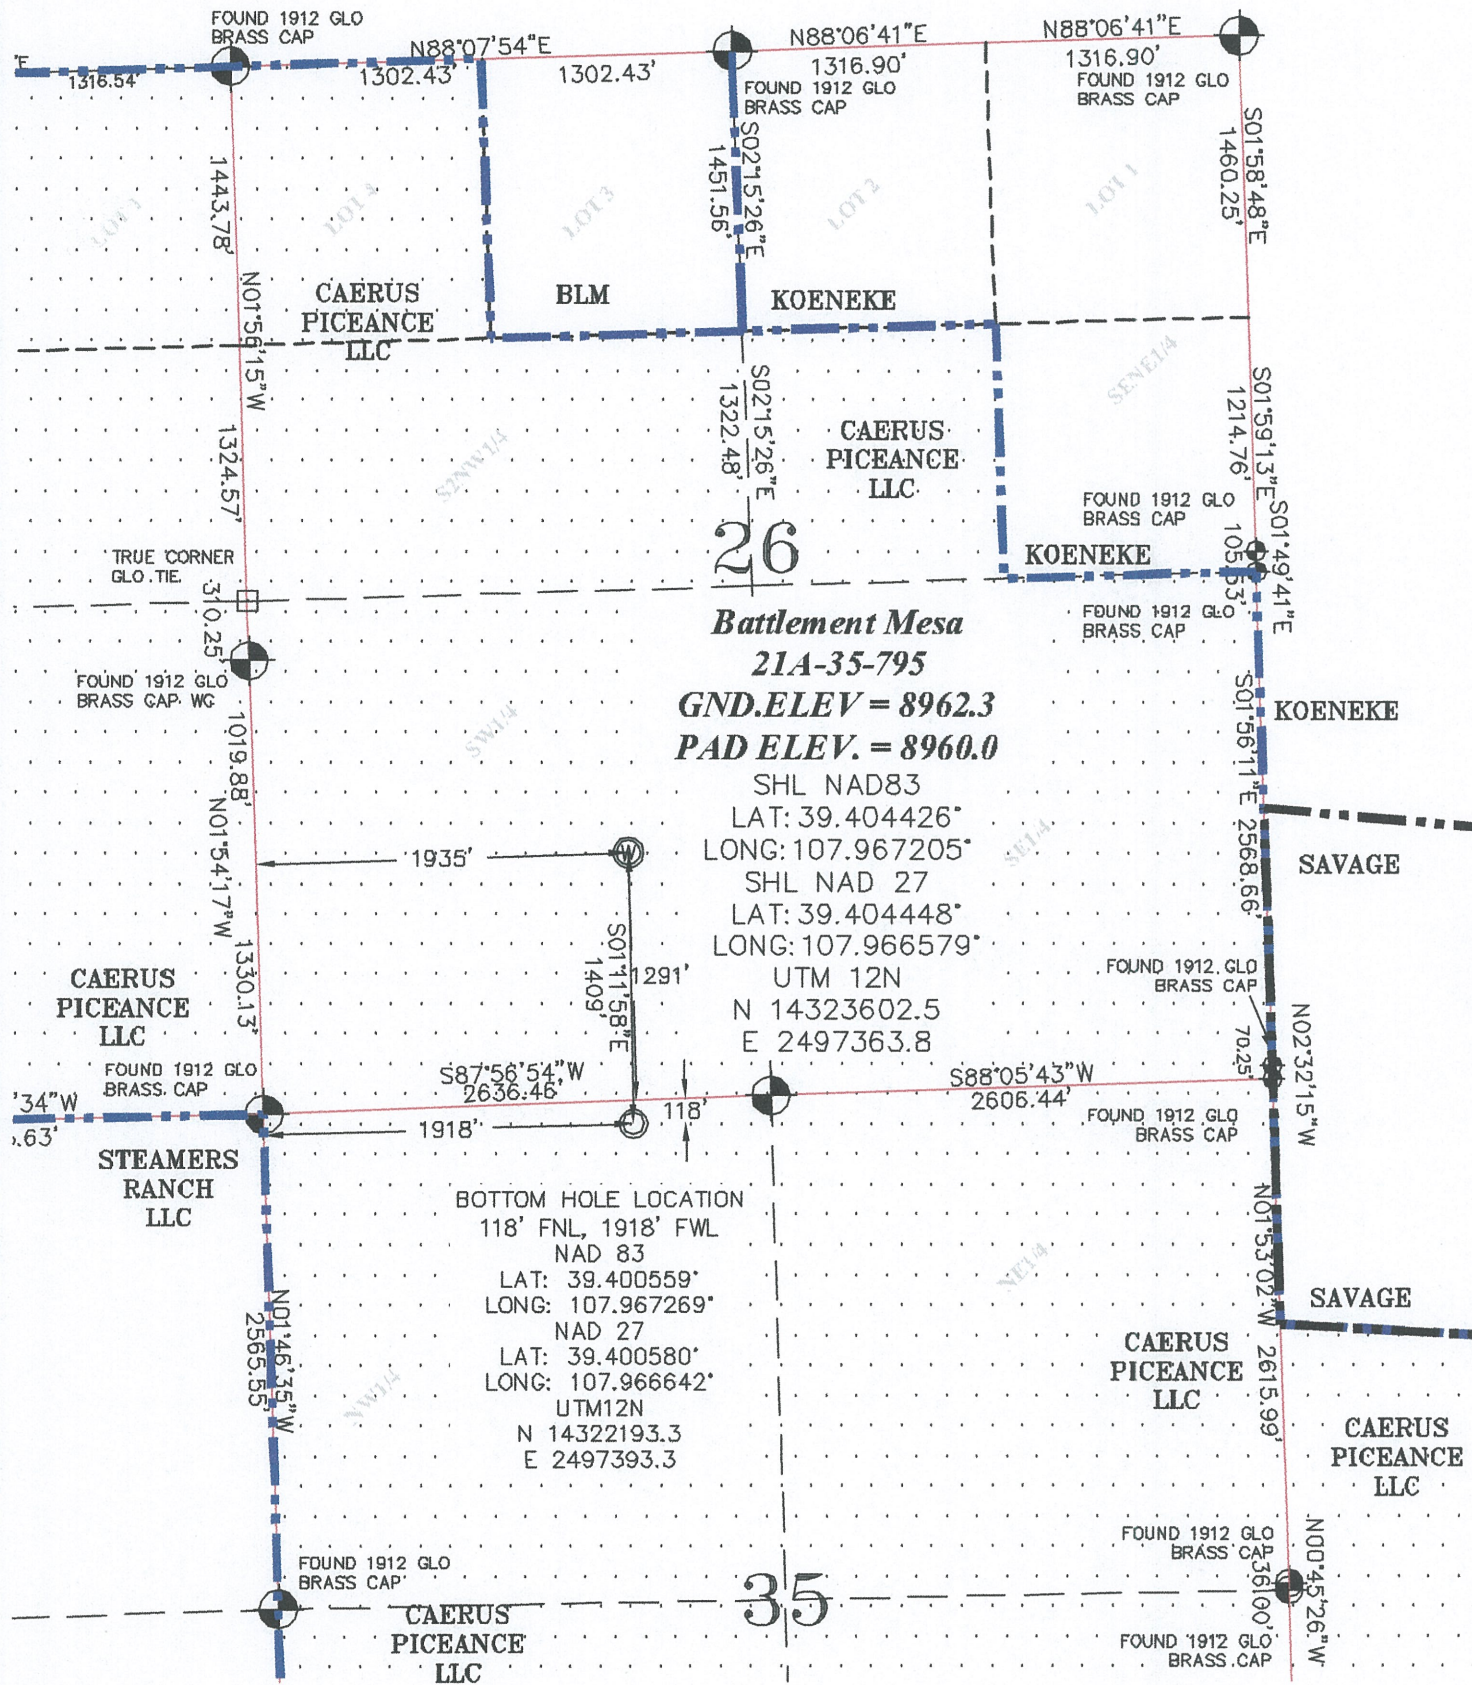 FOUND 1912 GLO
BRASS CAP
N88°07'54"E
N88°06'41"E
N88°06'41"E
'E
1316.54'
1302.43'
1302.43'
1316.90'
1316.90'
FOUND 1912 GLO
BRASS CAP
FOUND 1912 GLO
BRASS CAP
1443.78'
S02°15'26"E
1451.56'
S01°58'48"E
1460.25'
LOT 1
LOT 4
LOT 3
LOT 2
LOT 1
N01°56'15"W
CAERUS
PICEANCE
LLC
BLM
KOENEKE
1324.57'
S02°15'26"E
1322.48'
S01°59'13"E
1214.76'
SENE1/4
S2NW1/4
CAERUS
PICEANCE
LLC
FOUND 1912 GLO
BRASS CAP
S01°49'41"E
105.53'
26
KOENEKE
TRUE CORNER
GLO TIE
310.25'
FOUND 1912 GLO
BRASS CAP
FOUND 1912 GLO
BRASS CAP WC
Battlement Mesa
21A-35-795
GND.ELEV = 8962.3
PAD ELEV. = 8960.0
SHL NAD83
LAT: 39.404426°
LONG: 107.967205°
SHL NAD 27
LAT: 39.404448°
LONG: 107.966579°
UTM 12N
N 14323602.5
E 2497363.8
SW1/4
SE1/4
KOENEKE
S01°56'11"E 2568.66'
SAVAGE
1019.88'
N01°54'17"W
1330.13'
1935'
W
S01°11'58"E
1409'
1291'
CAERUS
PICEANCE
LLC
FOUND 1912 GLO
BRASS CAP
FOUND 1912 GLO
BRASS CAP
70.25'
N02°32'15"W
'34"W
.63'
S87°56'54"W
2636.46'
S88°05'43"W
2606.44'
118'
1918'
FOUND 1912 GLO
BRASS CAP
STEAMERS
RANCH
LLC
BOTTOM HOLE LOCATION
118' FNL, 1918' FWL
NAD 83
LAT: 39.400559°
LONG: 107.967269°
NAD 27
LAT: 39.400580°
LONG: 107.966642°
UTM12N
N 14322193.3
E 2497393.3
N01°46'35"W
2565.55'
NW1/4
NE1/4
N01°53'02"W 2615.99'
SAVAGE
CAERUS
PICEANCE
LLC
CAERUS
PICEANCE
LLC
FOUND 1912 GLO
BRASS CAP
FOUND 1912 GLO
BRASS CAP
N00°45'26"W
35
CAERUS
PICEANCE
LLC
FOUND 1912 GLO
BRASS CAP